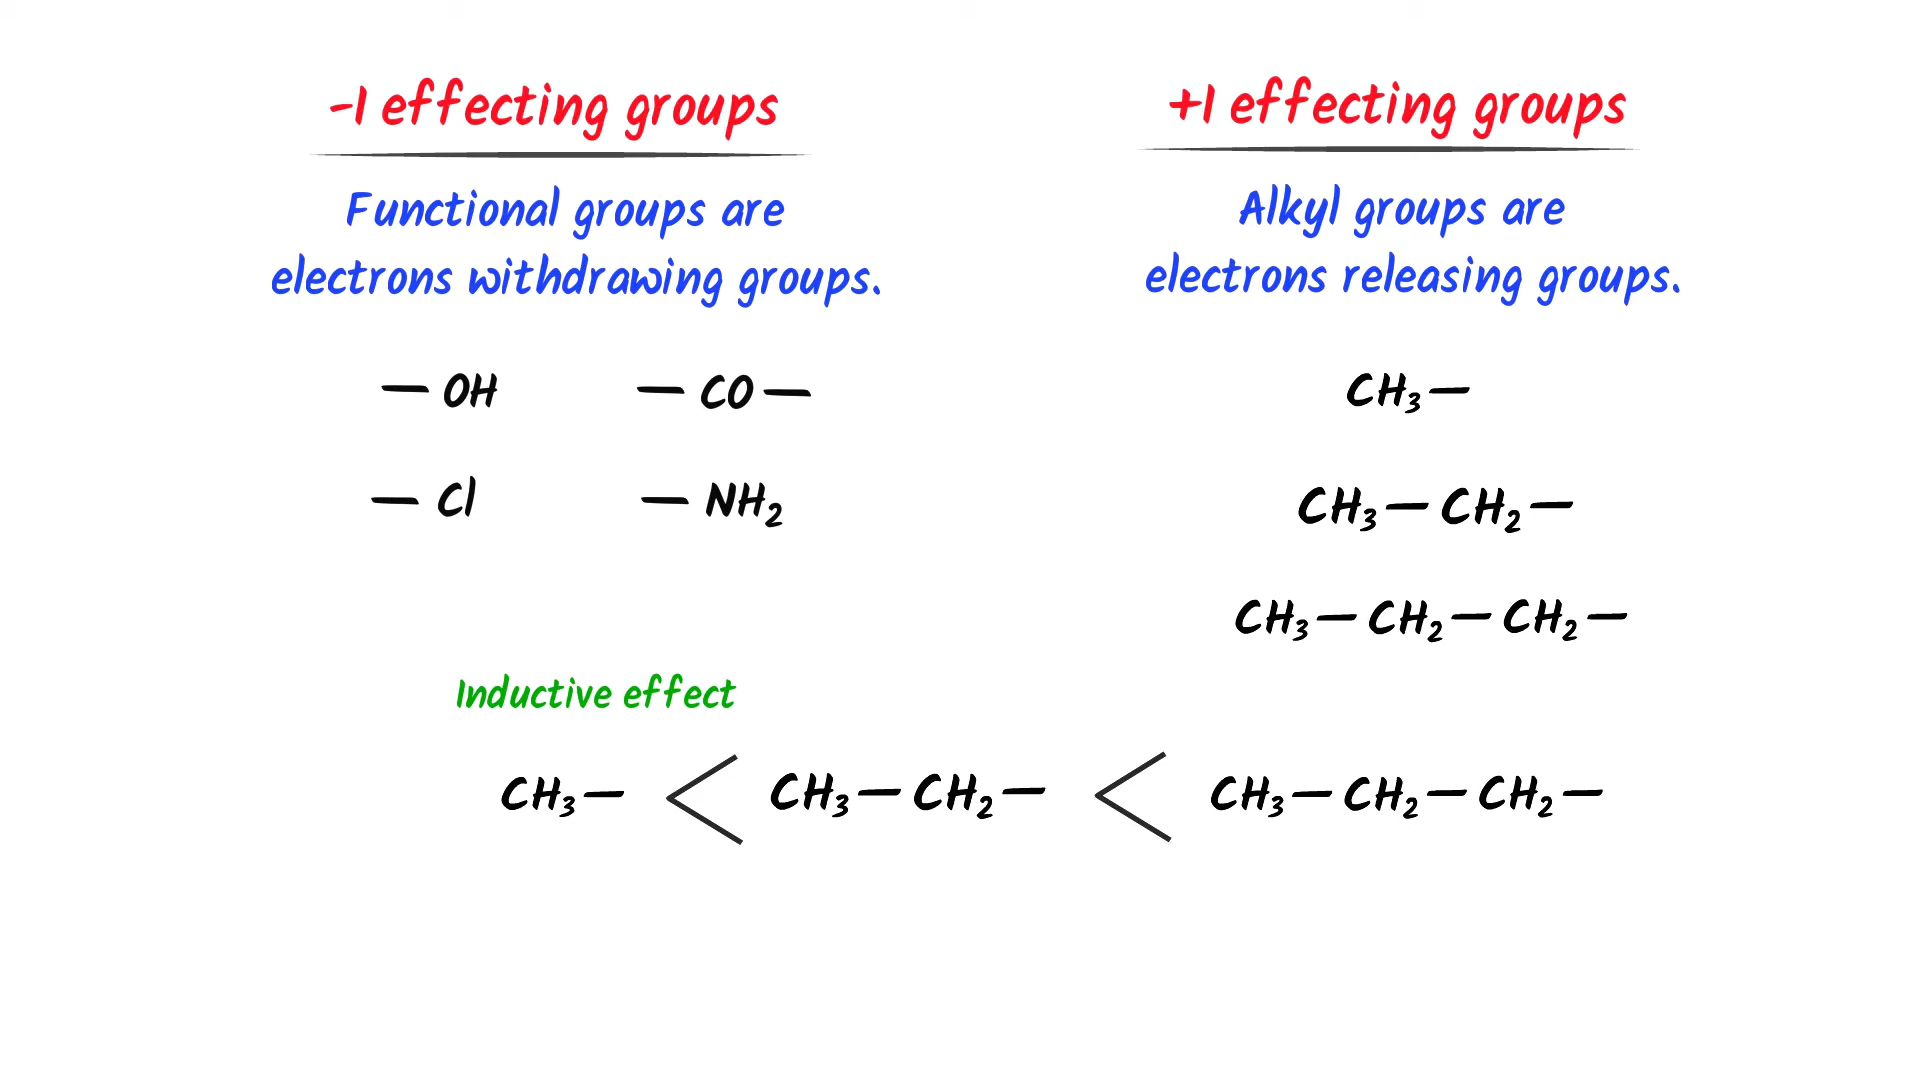 -I effecting groups
Functional groups are
electrons withdrawing groups.
— OH — CO —
— Cl — NH₂
+I effecting groups
Alkyl groups are
electrons releasing groups.
CH₃ —
CH₃ — CH₂ —
CH₃ — CH₂ — CH₂ —
Inductive effect
CH₃ — < CH₃ — CH₂ — < CH₃ — CH₂ — CH₂ —